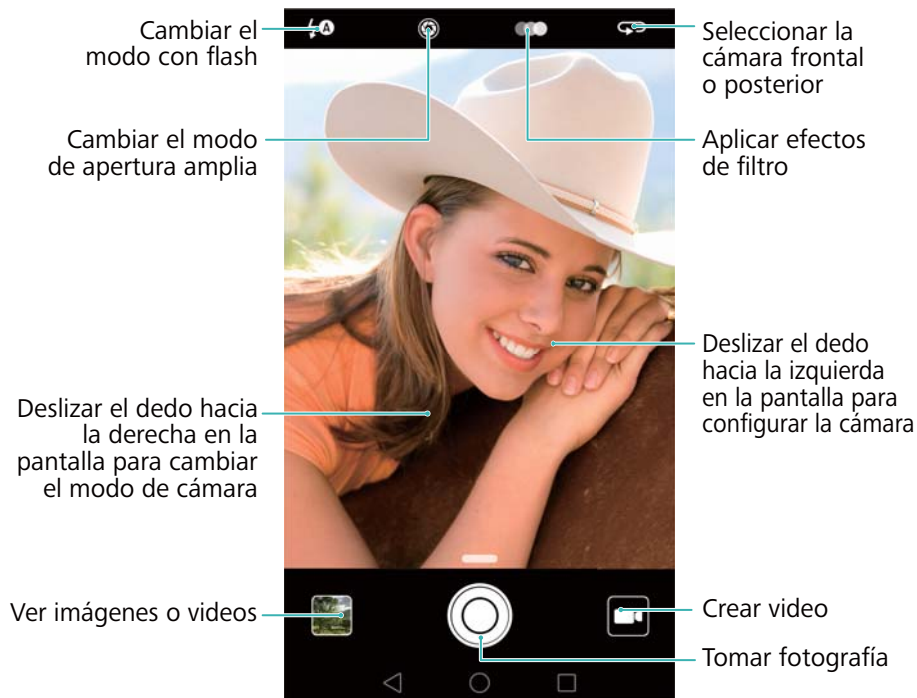 Cambiar el
modo con flash
A
Seleccionar la
cámara frontal
o posterior
Cambiar el modo
de apertura amplia
Aplicar efectos
de filtro
Deslizar el dedo hacia
la derecha en la
pantalla para cambiar
el modo de cámara
Deslizar el dedo
hacia la izquierda
en la pantalla para
configurar la cámara
Ver imágenes o videos
Crear video
Tomar fotografía